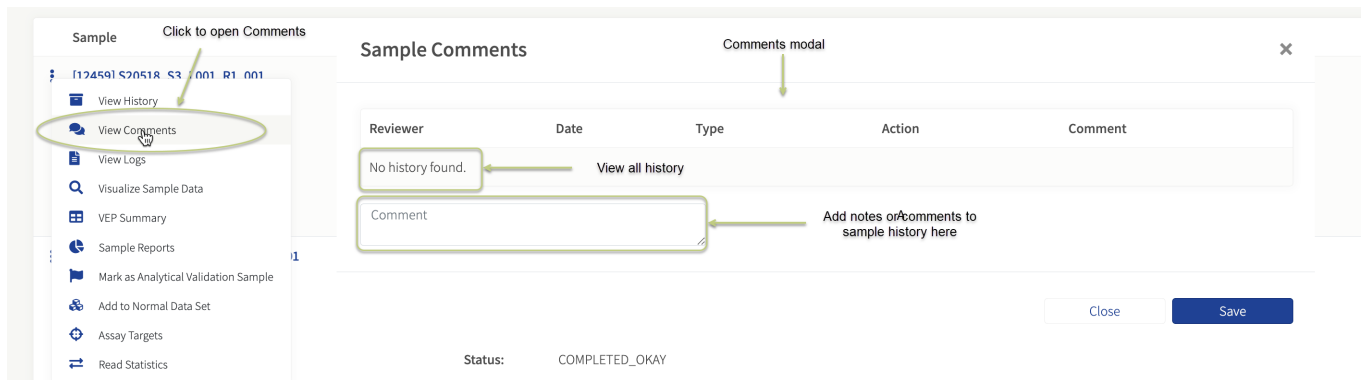 Sample
Click to open Comments
[12459] S20518_S3_L001_R1_001
View History
View Comments
View Logs
Visualize Sample Data
VEP Summary
Sample Reports
Mark as Analytical Validation Sample
Add to Normal Data Set
Assay Targets
Read Statistics
01
Sample Comments
Comments modal
×
Reviewer Date Type Action Comment
No history found.
View all history
Comment
Add notes or comments to
sample history here
A
Close Save
Status: COMPLETED_OKAY